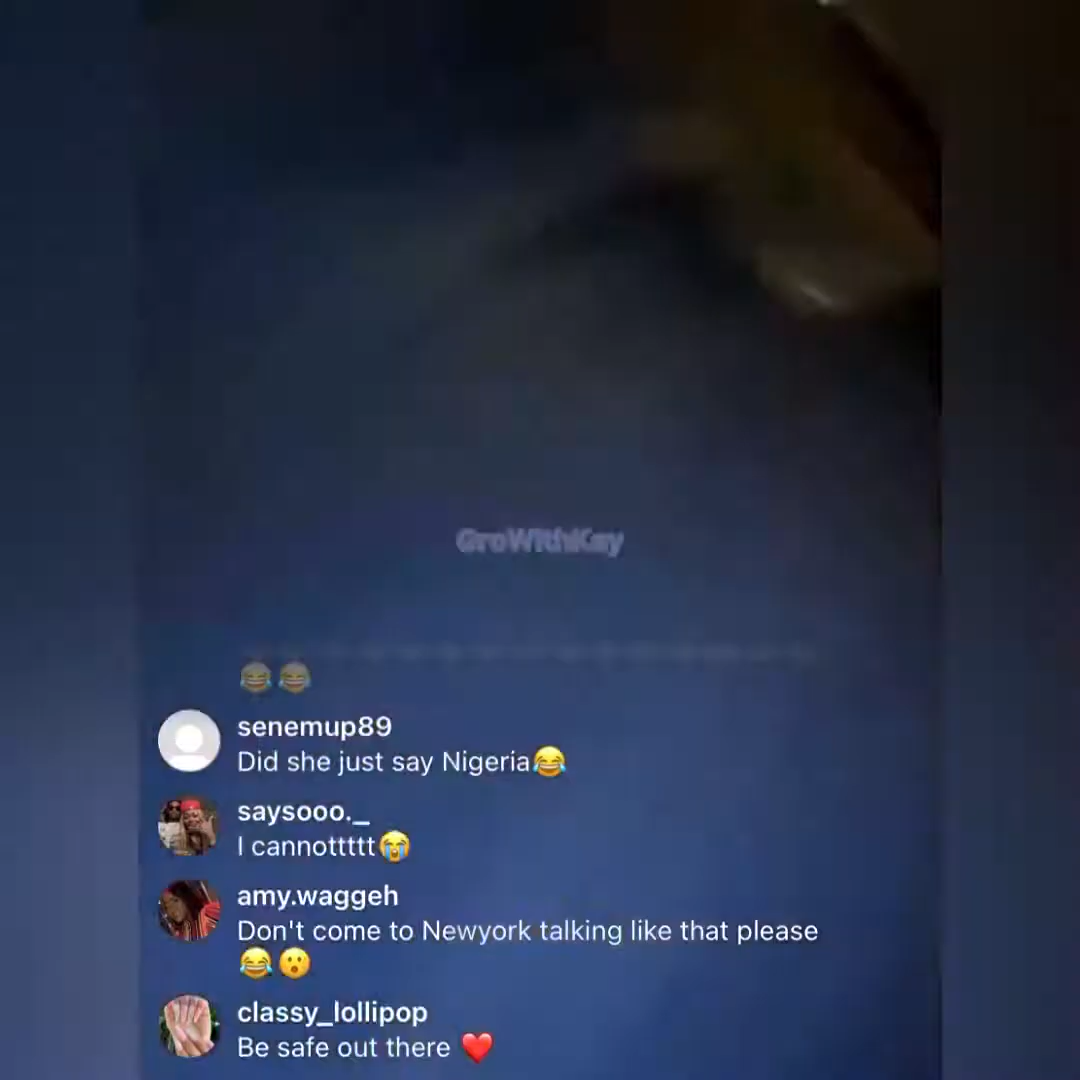 GroWithKay
😂😂
senemup89
Did she just say Nigeria😂
saysooo._
I cannottttt😭
amy.waggeh
Don't come to Newyork talking like that please
😂😮
classy_lollipop
Be safe out there ❤️